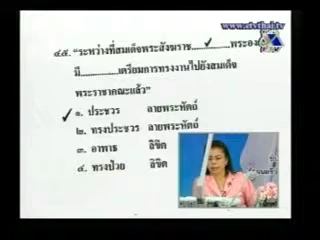 www.atvthai.tv
๔๕. "ระหว่างที่สมเด็จพระสังฆราช......✓......พระอง
มี...............เตรียมการทรงงานไปยังสมเด็จ
พระราชาคณะแล้ว"
✓ ๑. ประชวร ลายพระหัตถ์
๒. ทรงประชวร ลายพระหัตถ์
๓. อาพาธ ลิขิต
๔. ทรงป่วย ลิขิต